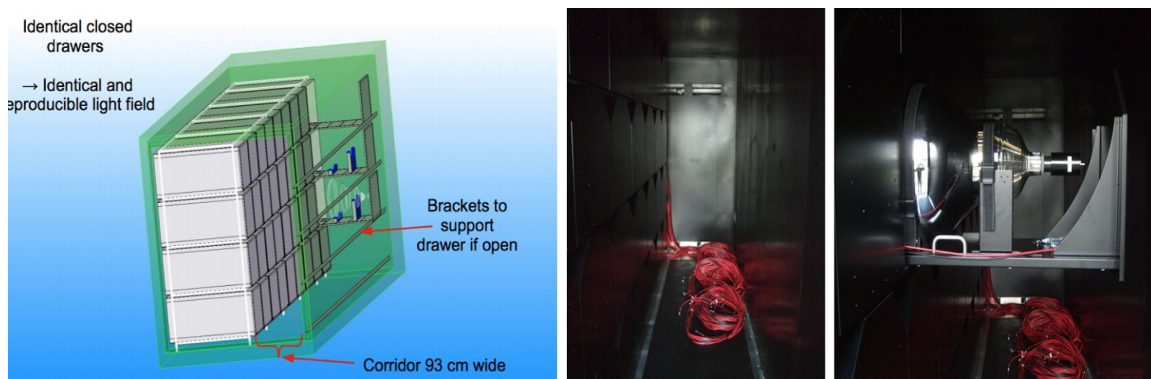 Identical closed
drawers
→ Identical and
eproducible light field
Brackets to
support
drawer if open
Corridor 93 cm wide